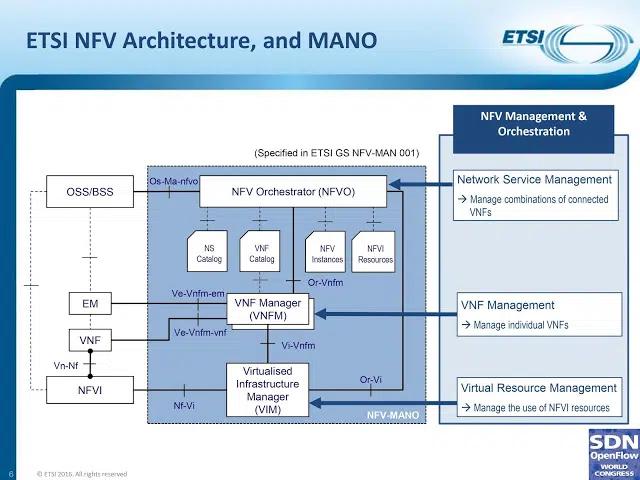 ETSI NFV Architecture, and MANO
ETSI
NFV Management &
Orchestration
(Specified in ETSI GS NFV-MAN 001)
OSS/BSS
Os-Ma-nfvo
NFV Orchestrator (NFVO)
Network Service Management
→ Manage combinations of connected
VNFs
NS
Catalog
VNF
Catalog
NFV
Instances
NFVI
Resources
Or-Vnfm
EM
Ve-Vnfm-em
VNF Manager
(VNFM)
VNF Management
→ Manage individual VNFs
VNF
Ve-Vnfm-vnf
Vi-Vnfm
Vn-Nf
NFVI
Nf-Vi
Virtualised
Infrastructure
Manager
(VIM)
Or-Vi
NFV-MANO
Virtual Resource Management
→ Manage the use of NFVI resources
SDN
OpenFlow
WORLD
CONGRESS
6
© ETSI 2016. All rights reserved